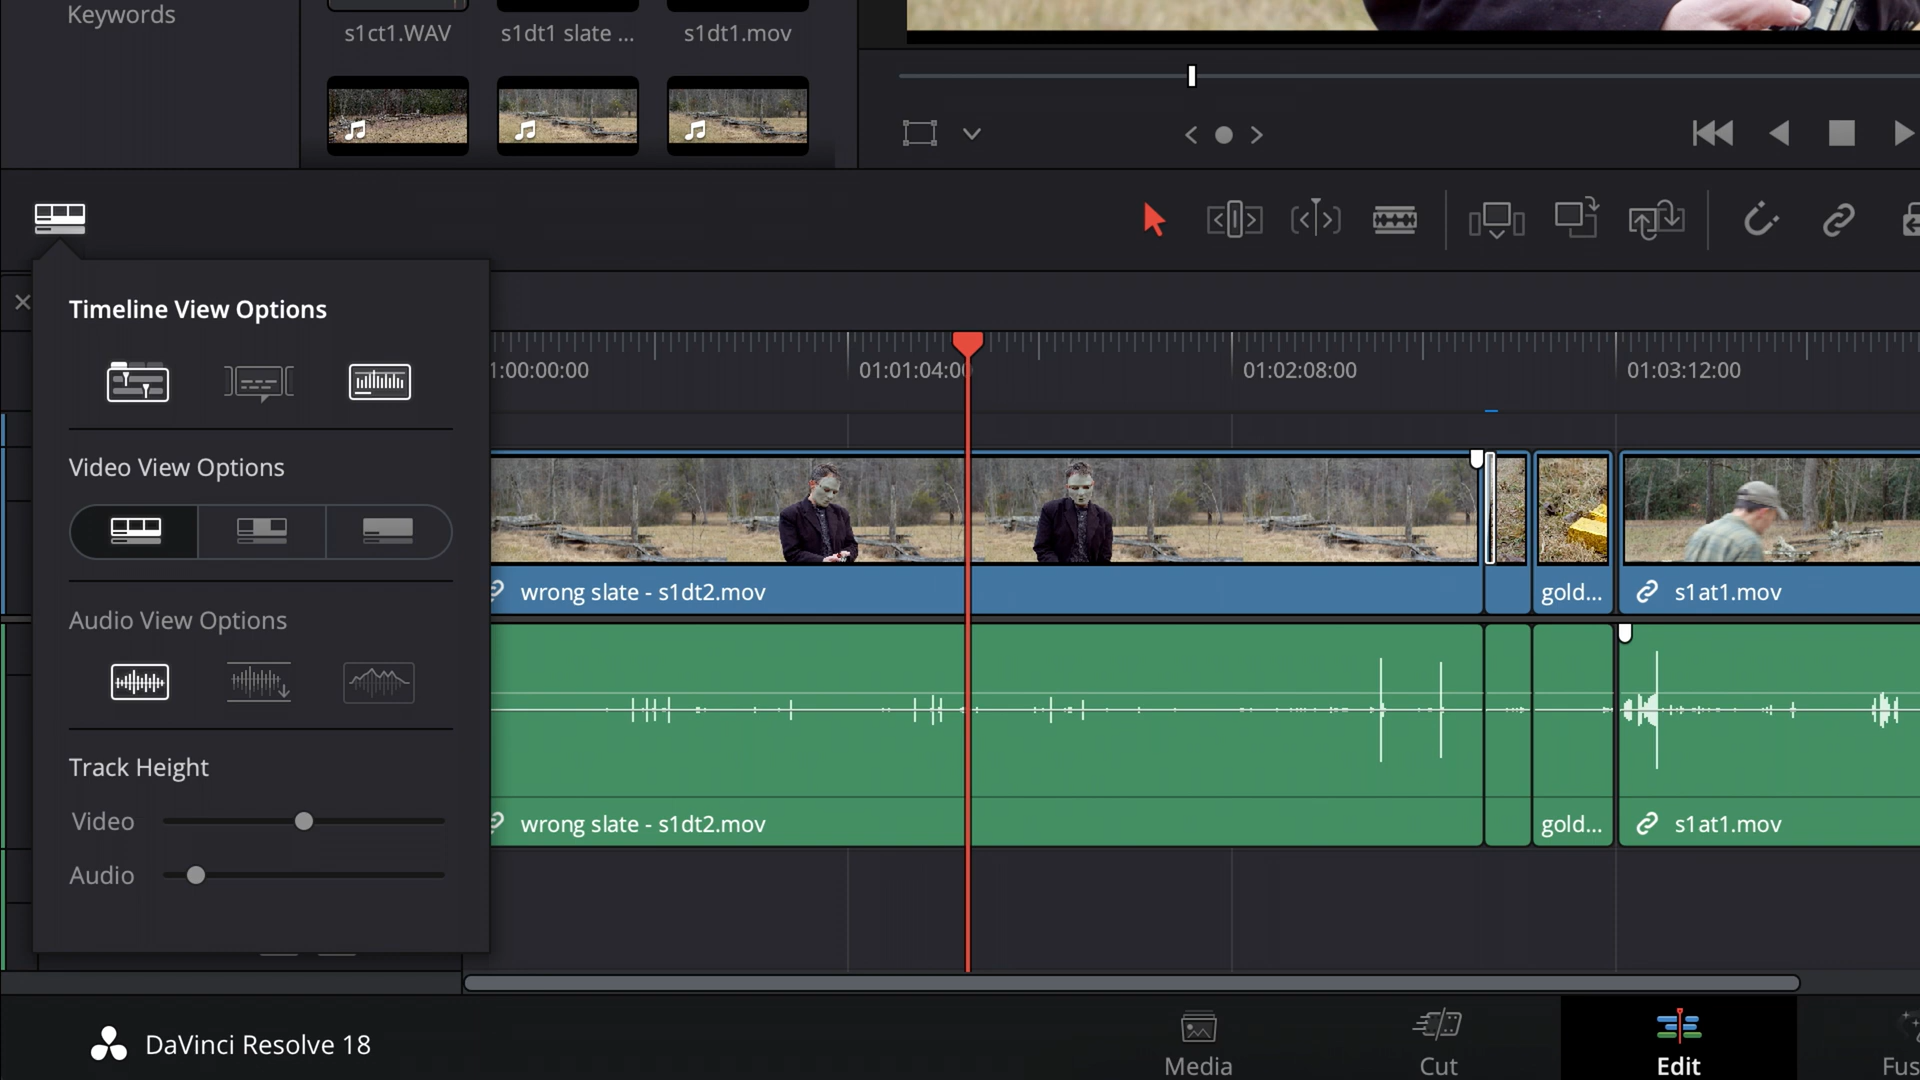 Keywords
s1ct1.WAV
s1dt1 slate ...
s1dt1.mov
Timeline View Options
Video View Options
Audio View Options
Track Height
Video
Audio
1:00:00:00
01:01:04:00
01:02:08:00
01:03:12:00
wrong slate - s1dt2.mov
gold...
s1at1.mov
wrong slate - s1dt2.mov
gold...
s1at1.mov
DaVinci Resolve 18
Media
Cut
Edit
Fus